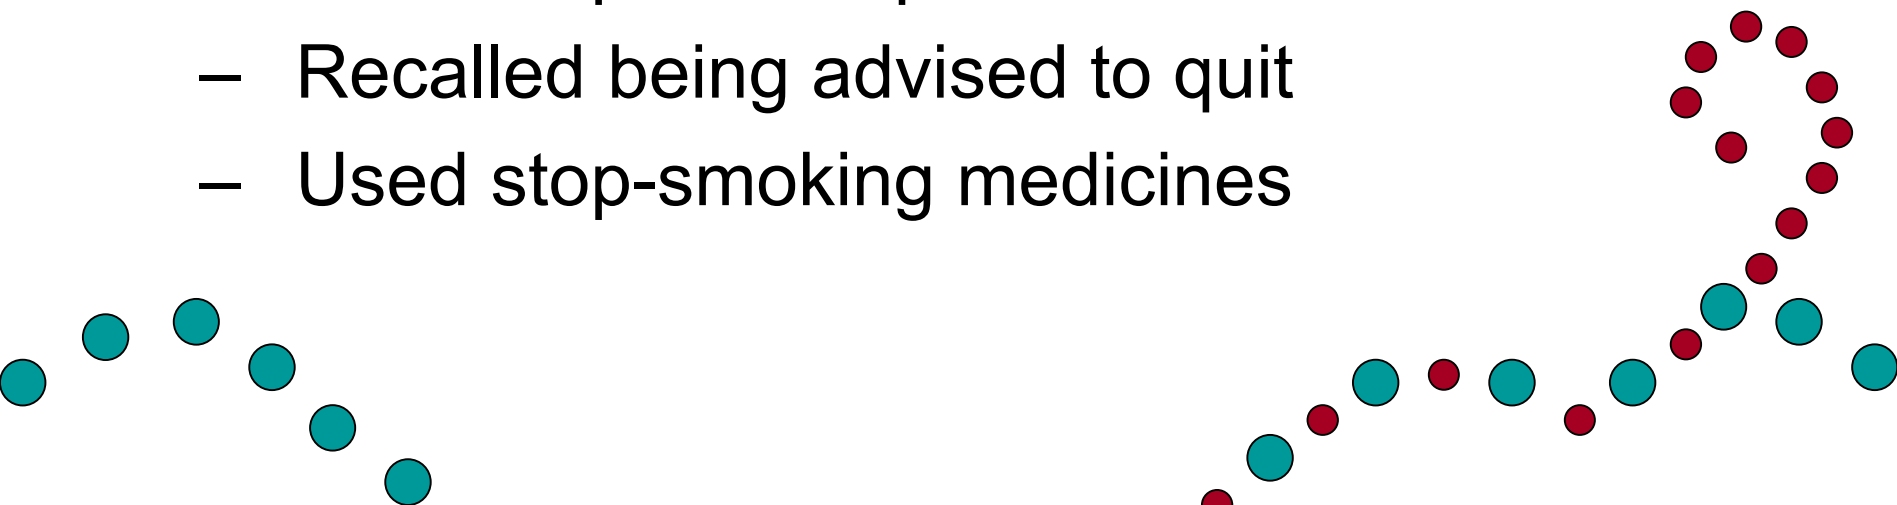 – Recalled being advised to quit
– Used stop-smoking medicines